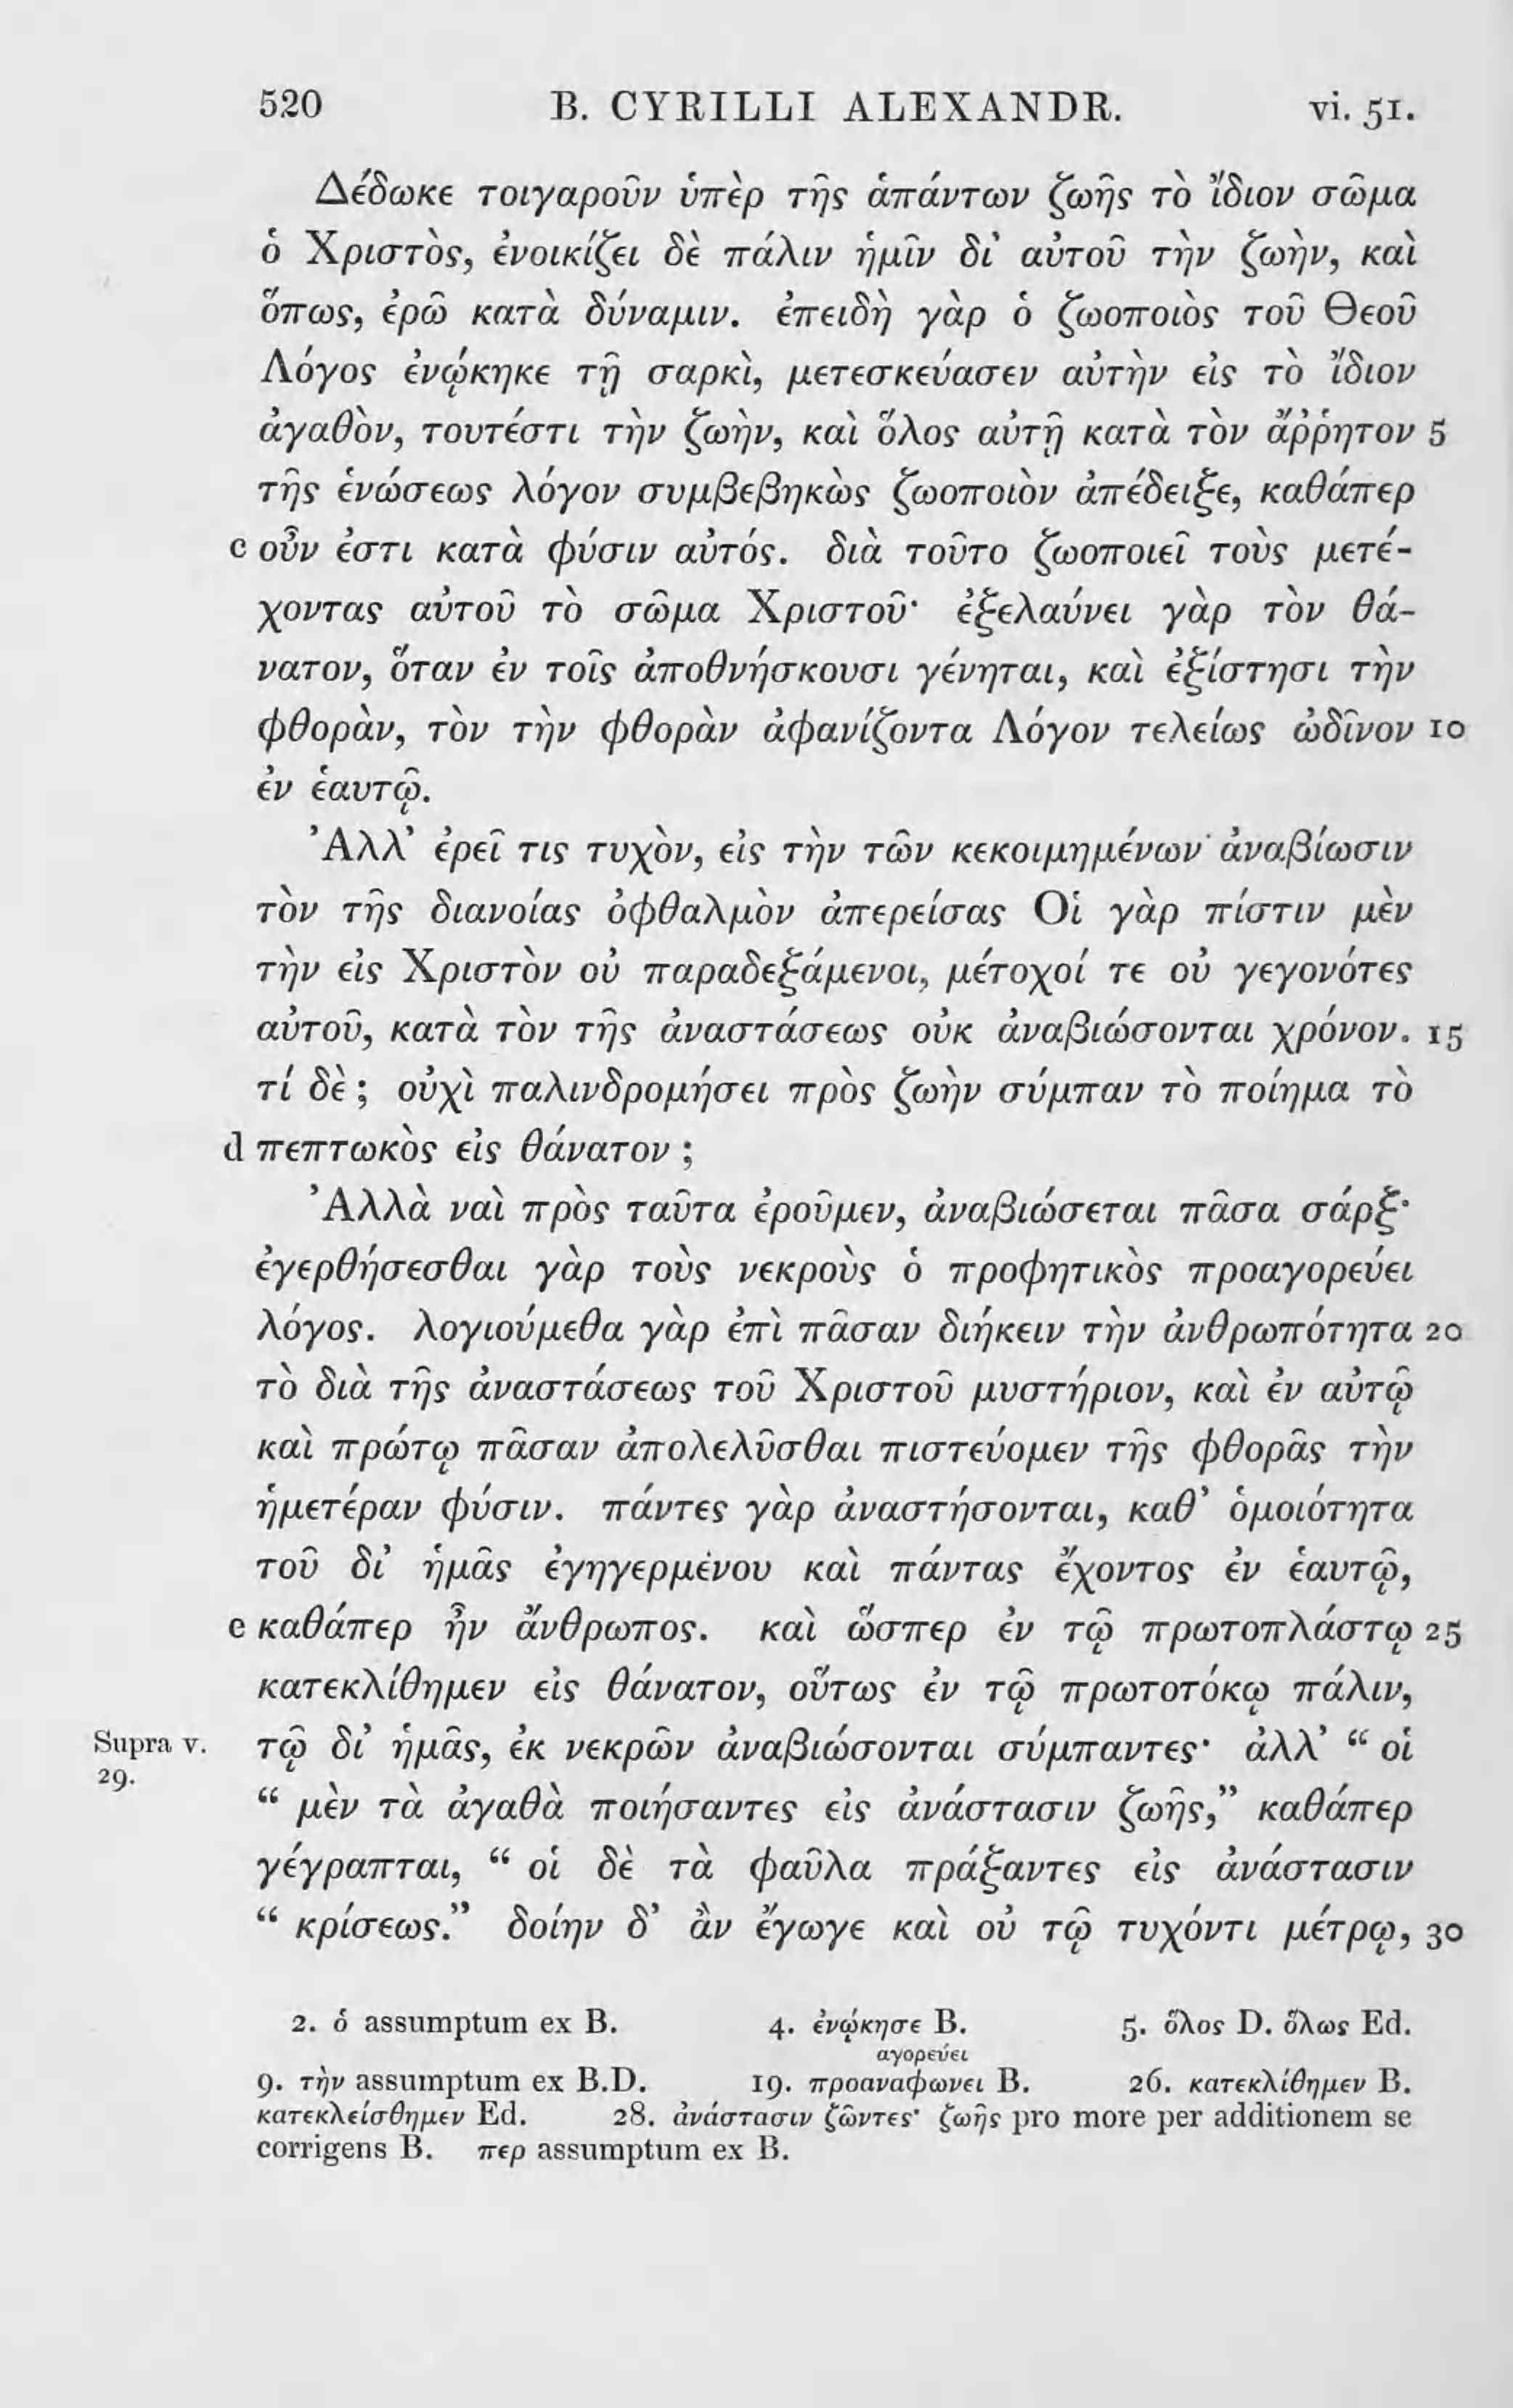 520 B. CYRILLI ALEXANDR. vi. 51.
Δέδωκε τοιγαροῦν ὑπὲρ τῆς ἁπάντων ζωῆς τὸ ἴδιον σῶμα
ὁ Χριστὸς, ἐνοικίζει δὲ πάλιν ἡμῖν δι' αὐτοῦ τὴν ζωὴν, καὶ
ὅπως, ἐρῶ κατὰ δύναμιν. ἐπειδὴ γὰρ ὁ ζωοποιὸς τοῦ Θεοῦ
Λόγος ἐνῴκηκε τῇ σαρκὶ, μετεσκεύασεν αὐτὴν εἰς τὸ ἴδιον
ἀγαθὸν, τουτέστι τὴν ζωὴν, καὶ ὅλος αὐτῇ κατὰ τὸν ἄῤῥητον 5
τῆς ἑνώσεως λόγον συμβεβηκὼς ζωοποιὸν ἀπέδειξε, καθάπερ
c οὖν ἐστι κατὰ φύσιν αὐτός. διὰ τοῦτο ζωοποιεῖ τοὺς μετέ-
χοντας αὐτοῦ τὸ σῶμα Χριστοῦ· ἐξελαύνει γὰρ τὸν θά-
νατον, ὅταν ἐν τοῖς ἀποθνήσκουσι γένηται, καὶ ἐξίστησι τὴν
φθορὰν, τὸν τὴν φθορὰν ἀφανίζοντα Λόγον τελείως ὠδῖνον 10
ἐν ἑαυτῷ.
Ἀλλ' ἐρεῖ τις τυχὸν, εἰς τὴν τῶν κεκοιμημένων ἀναβίωσιν
τὸν τῆς διανοίας ὀφθαλμὸν ἀπερείσας Οἱ γὰρ πίστιν μὲν
τὴν εἰς Χριστὸν οὐ παραδεξάμενοι, μέτοχοί τε οὐ γεγονότες
αὐτοῦ, κατὰ τὸν τῆς ἀναστάσεως οὐκ ἀναβιώσονται χρόνον. 15
τί δὲ ; οὐχὶ παλινδρομήσει πρὸς ζωὴν σύμπαν τὸ ποίημα τὸ
d πεπτωκὸς εἰς θάνατον ;
Ἀλλὰ ναὶ πρὸς ταῦτα ἐροῦμεν, ἀναβιώσεται πᾶσα σάρξ·
ἐγερθήσεσθαι γὰρ τοὺς νεκροὺς ὁ προφητικὸς προαγορεύει
λόγος. λογιούμεθα γὰρ ἐπὶ πᾶσαν διήκειν τὴν ἀνθρωπότητα 20
τὸ διὰ τῆς ἀναστάσεως τοῦ Χριστοῦ μυστήριον, καὶ ἐν αὐτῷ
καὶ πρώτῳ πᾶσαν ἀπολελῦσθαι πιστεύομεν τῆς φθορᾶς τὴν
ἡμετέραν φύσιν. πάντες γὰρ ἀναστήσονται, καθ' ὁμοιότητα
τοῦ δι' ἡμᾶς ἐγηγερμένου καὶ πάντας ἔχοντος ἐν ἑαυτῷ,
e καθάπερ ἦν ἄνθρωπος. καὶ ὥσπερ ἐν τῷ πρωτοπλάστῳ 25
κατεκλίθημεν εἰς θάνατον, οὕτως ἐν τῷ πρωτοτόκῳ πάλιν,
Supra v. τῷ δι' ἡμᾶς, ἐκ νεκρῶν ἀναβιώσονται σύμπαντες· ἀλλ' “ οἱ
29.
“ μὲν τὰ ἀγαθὰ ποιήσαντες εἰς ἀνάστασιν ζωῆς,” καθάπερ
γέγραπται, “ οἱ δὲ τὰ φαῦλα πράξαντες εἰς ἀνάστασιν
“ κρίσεως.” δοίην δ' ἂν ἔγωγε καὶ οὐ τῷ τυχόντι μέτρῳ, 30
2. ὁ assumptum ex B. 4. ἐνῴκησε B. 5. ὅλος D. ὅλως Ed.
αγορεύει
9. τὴν assumptum ex B.D. 19. προαναφωνει B. 26. κατεκλίθημεν B.
κατεκλείσθημεν Ed. 28. ἀνάστασιν ζῶντες· ζωῆς pro more per additionem se
corrigens B. περ assumptum ex B.